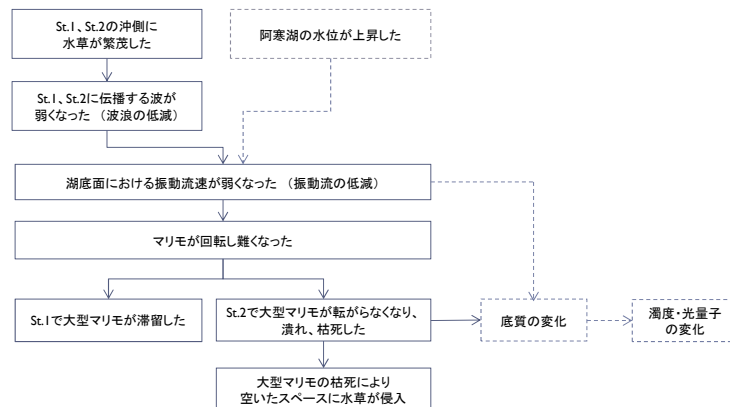 St.1、St.2の沖側に
水草が繁茂した
阿寒湖の水位が上昇した
St.1、St.2に伝播する波が
弱くなった （波浪の低減）
湖底面における振動流速が弱くなった （振動流の低減）
マリモが回転し難くなった
St.1で大型マリモが滞留した
St.2で大型マリモが転がらなくなり、
潰れ、枯死した
底質の変化
濁度・光量子
の変化
大型マリモの枯死により
空いたスペースに水草が侵入